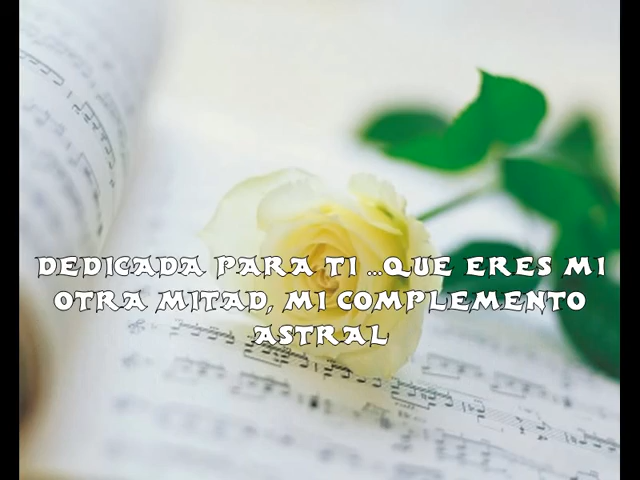 DEDICADA PARA TI ...QUE ERES MI
OTRA MITAD, MI COMPLEMENTO
ASTRAL